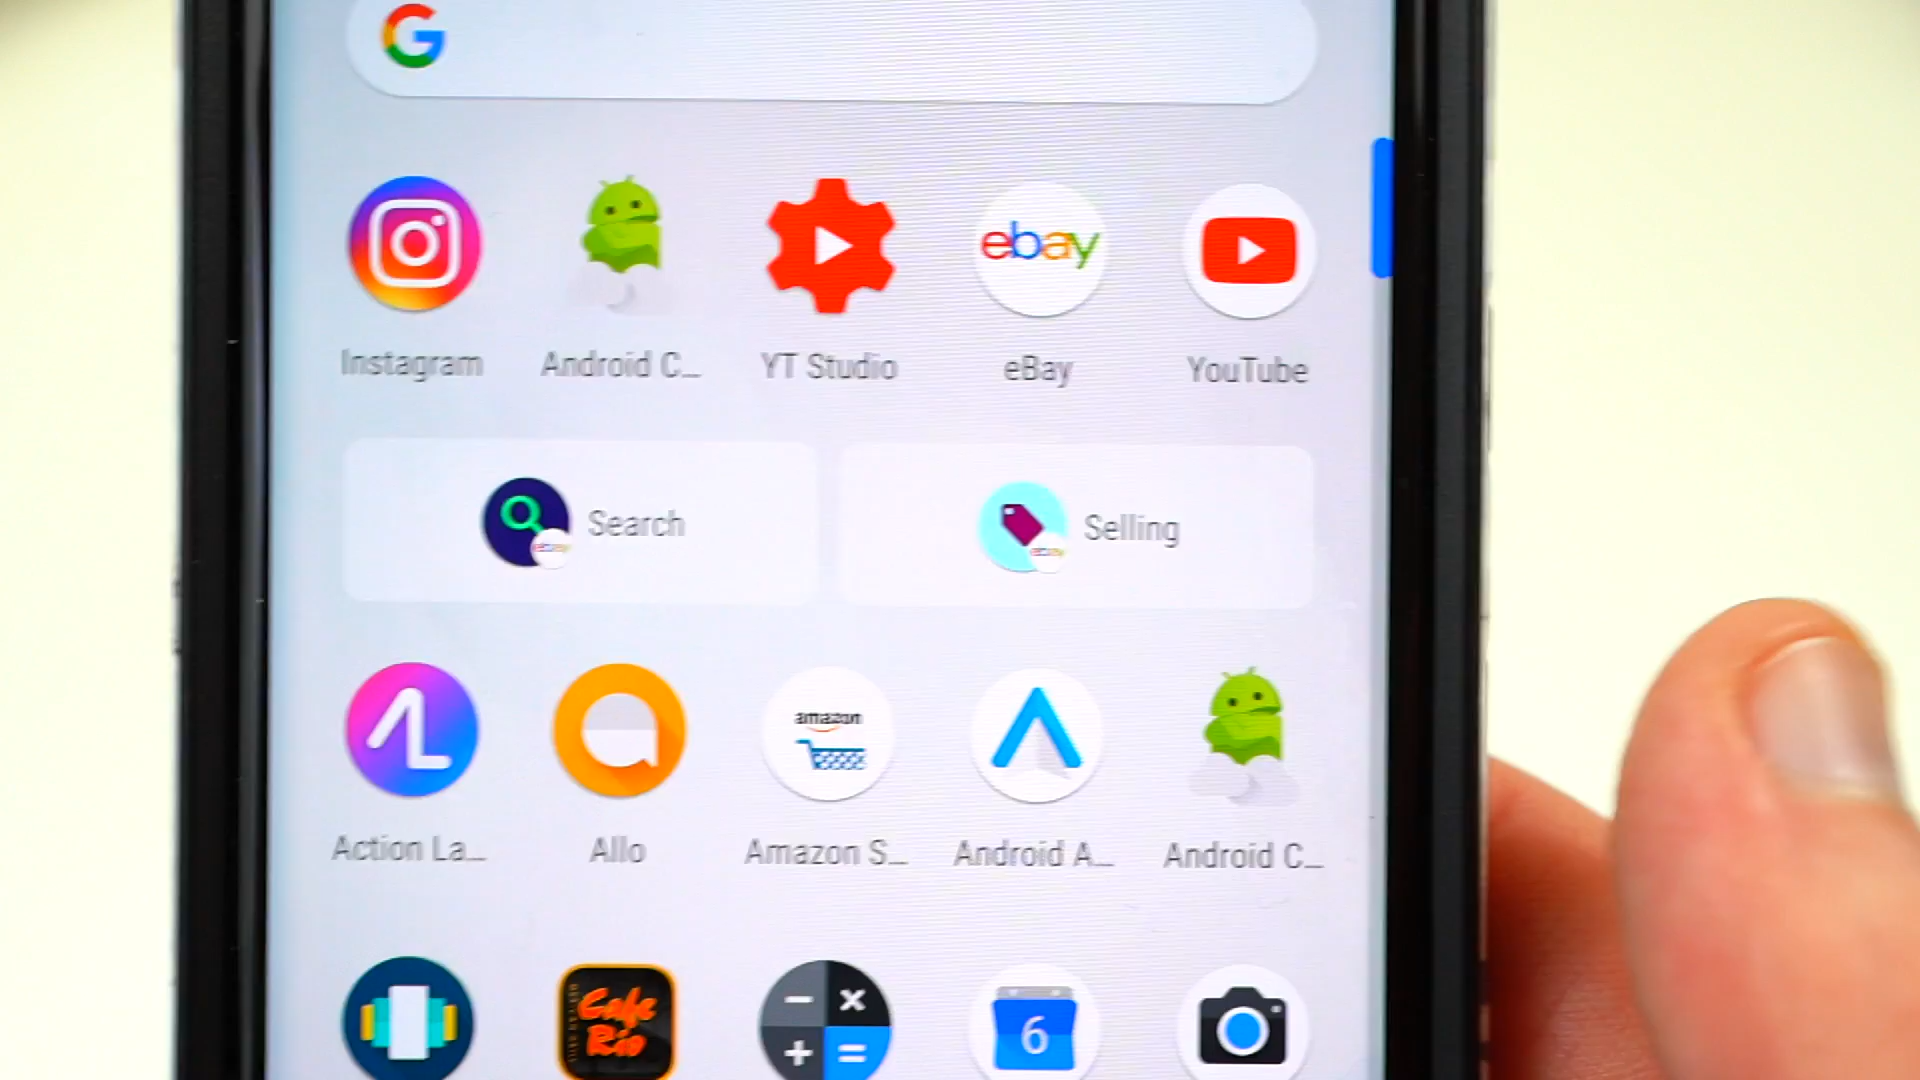 G
Instagram
Android C...
YT Studio
ebay
eBay
YouTube
Search
Selling
Action La...
Allo
amazon
Amazon S...
Android A...
Android C...
Cafe
Rio
6